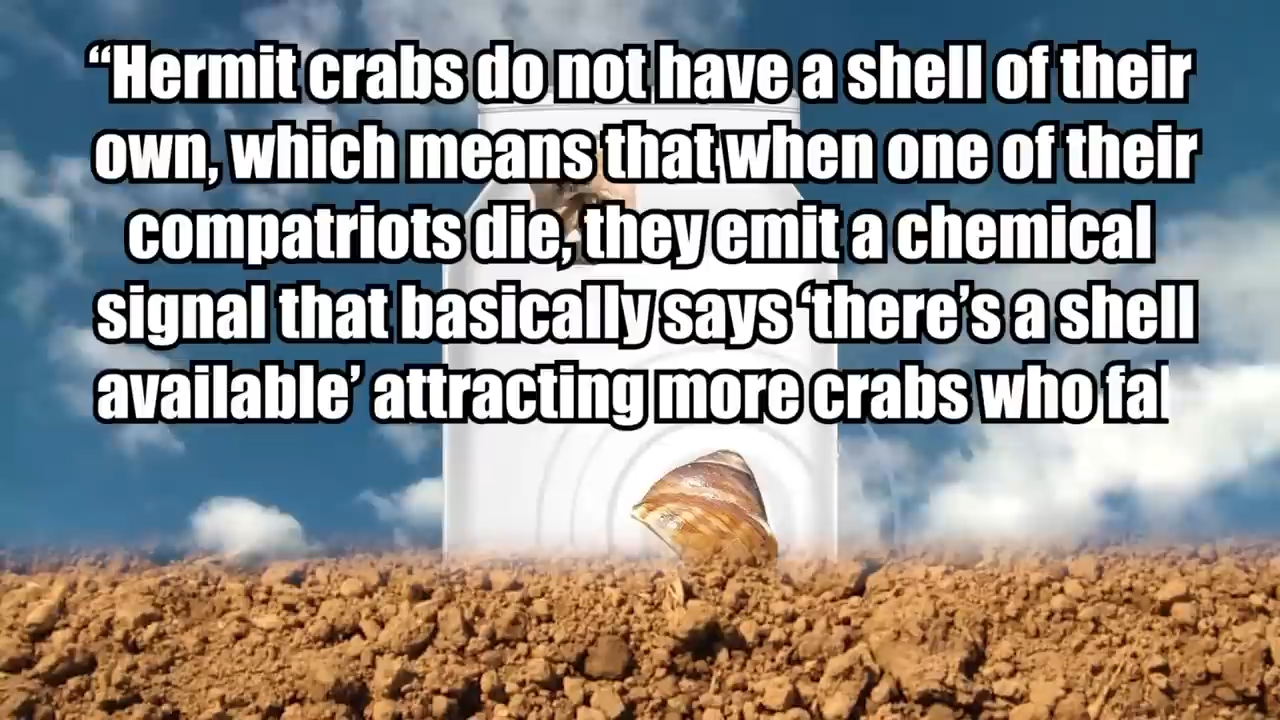 “Hermit crabs do not have a shell of their
own, which means that when one of their
compatriots die, they emit a chemical
signal that basically says ‘there’s a shell
available’ attracting more crabs who fal